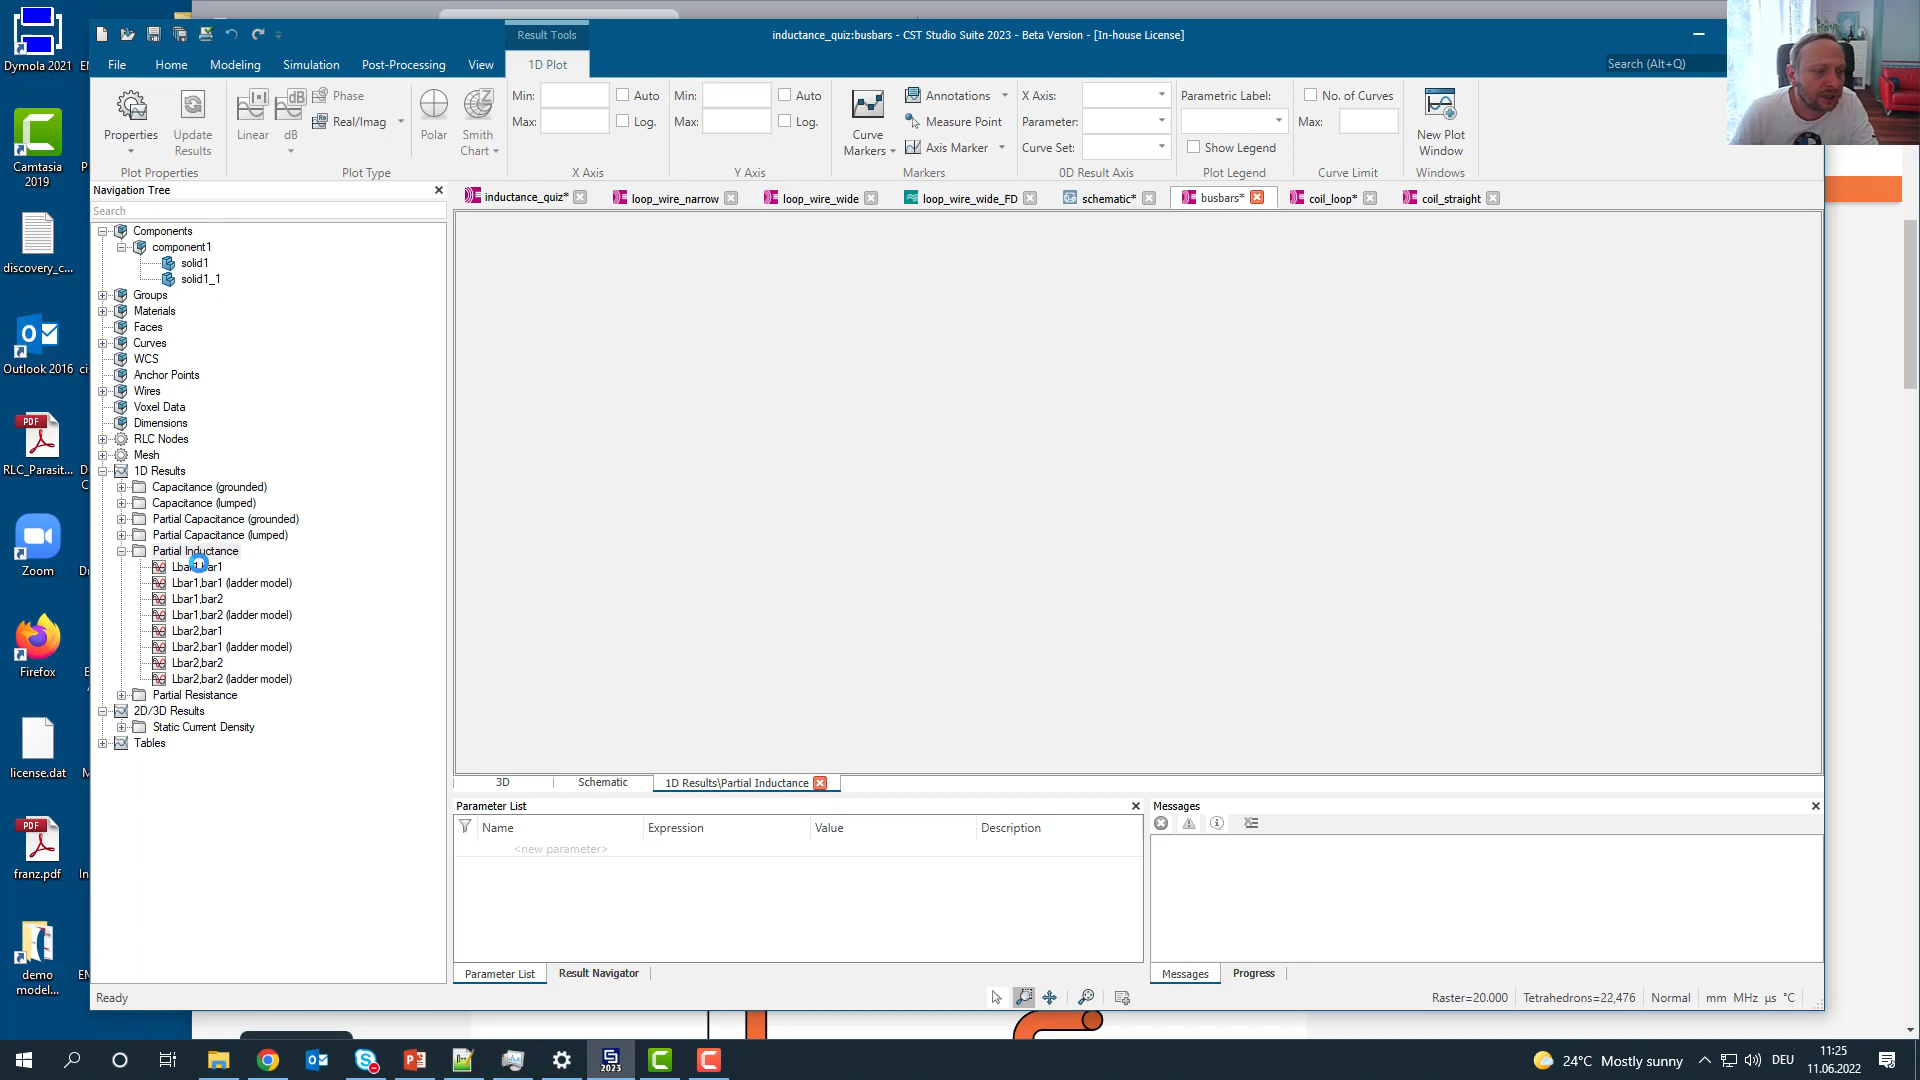 Dymola 2021
Camtasia
2019
discovery_c...
Outlook 2016
PDF
RLC_Parasit...
Zoom
Firefox
license.dat
PDF
franz.pdf
demo
model...
Result Tools
inductance_quiz:busbars - CST Studio Suite 2023 - Beta Version - [In-house License]
File Home Modeling Simulation Post-Processing View 1D Plot Search (Alt+Q)
Properties
Update
Results
Linear
dB
Phase
Real/Imag
Polar
Smith
Chart
Min: Auto
Max: Log.
Min: Auto
Max: Log.
Curve
Markers
Annotations
Measure Point
Axis Marker
X Axis:
Parameter:
Curve Set:
Parametric Label:
Show Legend
No. of Curves
Max:
New Plot
Window
Plot Properties Plot Type X Axis Y Axis Markers 0D Result Axis Plot Legend Curve Limit Windows
Navigation Tree
Search
inductance_quiz* loop_wire_narrow loop_wire_wide loop_wire_wide_FD schematic* busbars* coil_loop* coil_straight
Components
component1
solid1
solid1_1
Groups
Materials
Faces
Curves
WCS
Anchor Points
Wires
Voxel Data
Dimensions
RLC Nodes
Mesh
1D Results
Capacitance (grounded)
Capacitance (lumped)
Partial Capacitance (grounded)
Partial Capacitance (lumped)
Partial Inductance
Lbar1,bar1 (ladder model)
Lbar1,bar2
Lbar1,bar2 (ladder model)
Lbar2,bar1
Lbar2,bar1 (ladder model)
Lbar2,bar2
Lbar2,bar2 (ladder model)
Partial Resistance
2D/3D Results
Static Current Density
Tables
3D Schematic 1D Results\Partial Inductance
Parameter List
Name Expression Value Description
<new parameter>
Parameter List Result Navigator
Messages
Messages Progress
Ready
Raster=20.000 Tetrahedrons=22,476 Normal mm MHz µs °C
2023
24°C Mostly sunny
DEU
11:25
11.06.2022